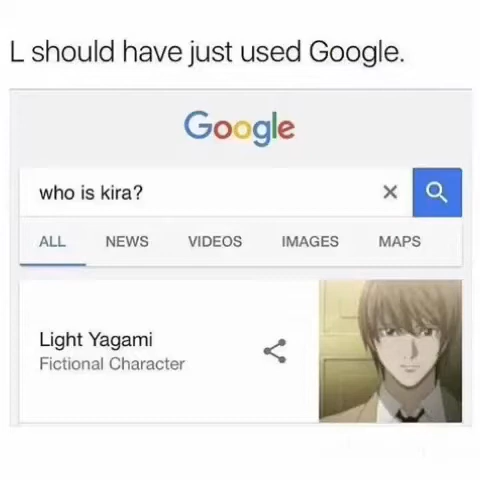 L should have just used Google.
Google
who is kira? ×
ALL NEWS VIDEOS IMAGES MAPS
Light Yagami
Fictional Character